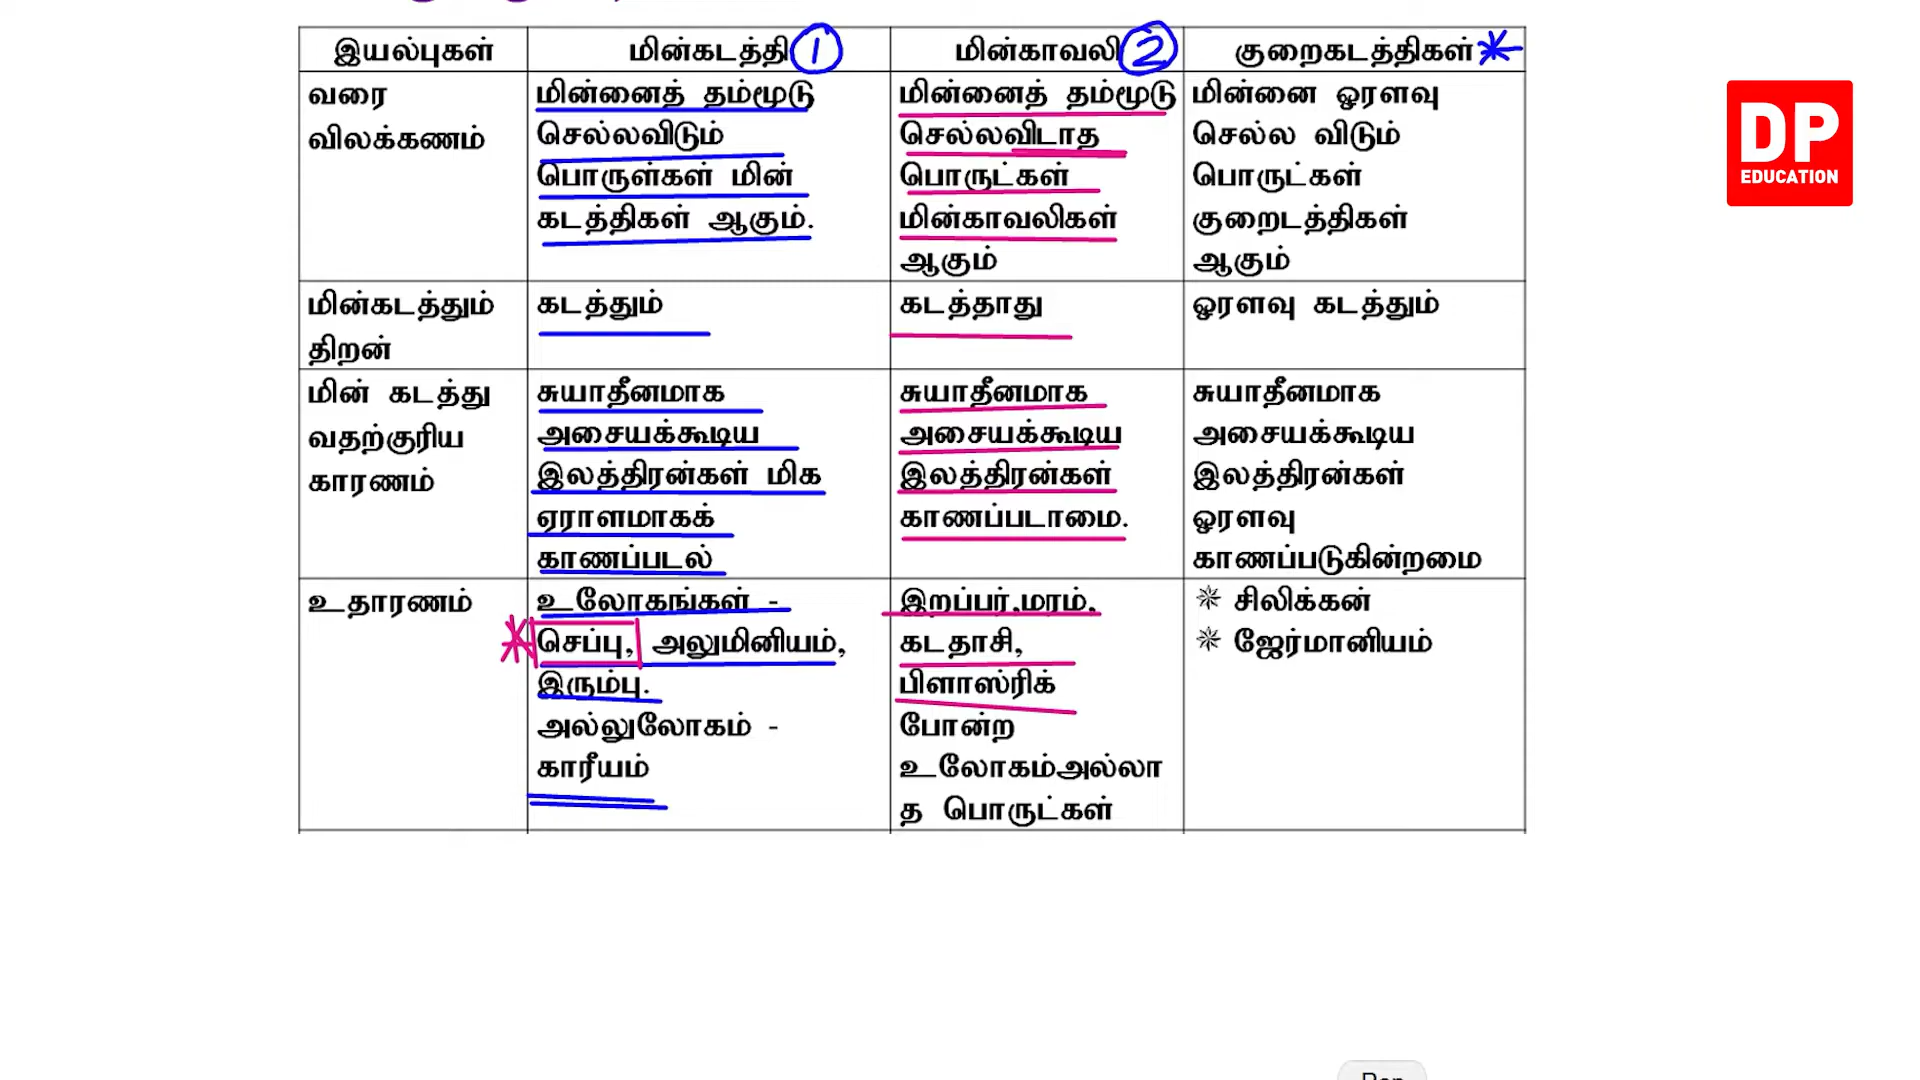 இயல்புகள் மின்கடத்தி 1 மின்காவலி 2 குறைகடத்திகள் *
வரை
விலக்கணம்
மின்னைத் தம்மூடு
செல்லவிடும்
பொருள்கள் மின்
கடத்திகள் ஆகும்.
மின்னைத் தம்மூடு
செல்லவிடாத
பொருட்கள்
மின்காவலிகள்
ஆகும்
மின்னை ஓரளவு
செல்ல விடும்
பொருட்கள்
குறைடத்திகள்
ஆகும்
மின்கடத்தும்
திறன்
கடத்தும்
கடத்தாது
ஓரளவு கடத்தும்
மின் கடத்து
வதற்குரிய
காரணம்
சுயாதீனமாக
அசையக்கூடிய
இலத்திரன்கள் மிக
ஏராளமாகக்
காணப்படல்
சுயாதீனமாக
அசையக்கூடிய
இலத்திரன்கள்
காணப்படாமை.
சுயாதீனமாக
அசையக்கூடிய
இலத்திரன்கள்
ஓரளவு
காணப்படுகின்றமை
உதாரணம்
உலோகங்கள் -
* செப்பு, அலுமினியம்,
இரும்பு.
அல்லுலோகம் -
காரீயம்
இறப்பர்,மரம்,
கடதாசி,
பிளாஸ்ரிக்
போன்ற
உலோகம்அல்லா
த பொருட்கள்
* சிலிக்கன்
* ஜேர்மானியம்
DP
EDUCATION